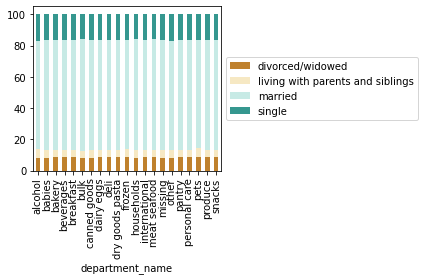 100
80
60
40
20
0
alcohol
babies
bakery
beverages
breakfast
bulk
canned goods
dairy eggs
deli
dry goods pasta
frozen
households
international
meat seafood
missing
other
pantry
personal care
pets
produce
snacks
department_name
divorced/widowed
living with parents and siblings
married
single